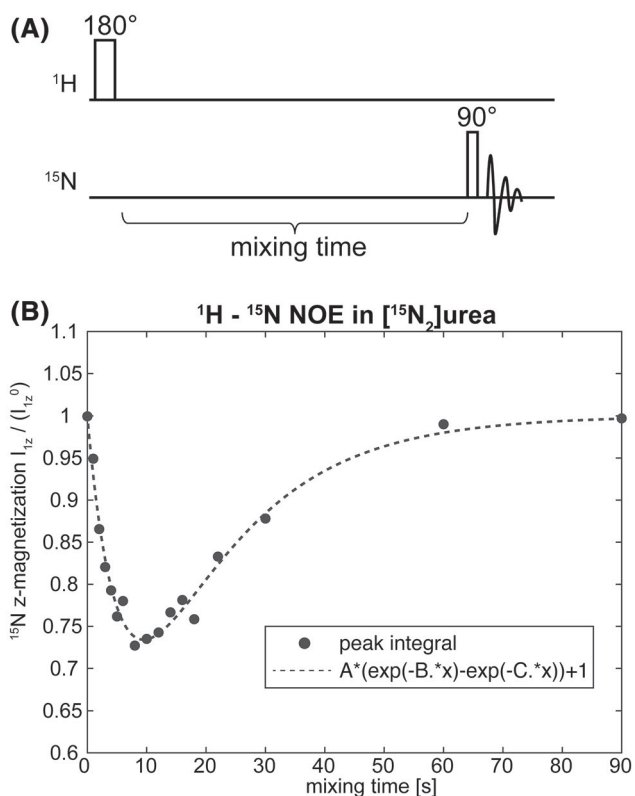 (A)
180°
¹H
90°
¹⁵N
mixing time
(B)
¹H - ¹⁵N NOE in [¹⁵N₂]urea
¹⁵N z-magnetization I₁z / (I₁z⁰)
1.1
1.05
1
0.95
0.9
0.85
0.8
0.75
0.7
0.65
0.6
peak integral
A*(exp(-B.*x)-exp(-C.*x))+1
0 10 20 30 40 50 60 70 80 90
mixing time [s]